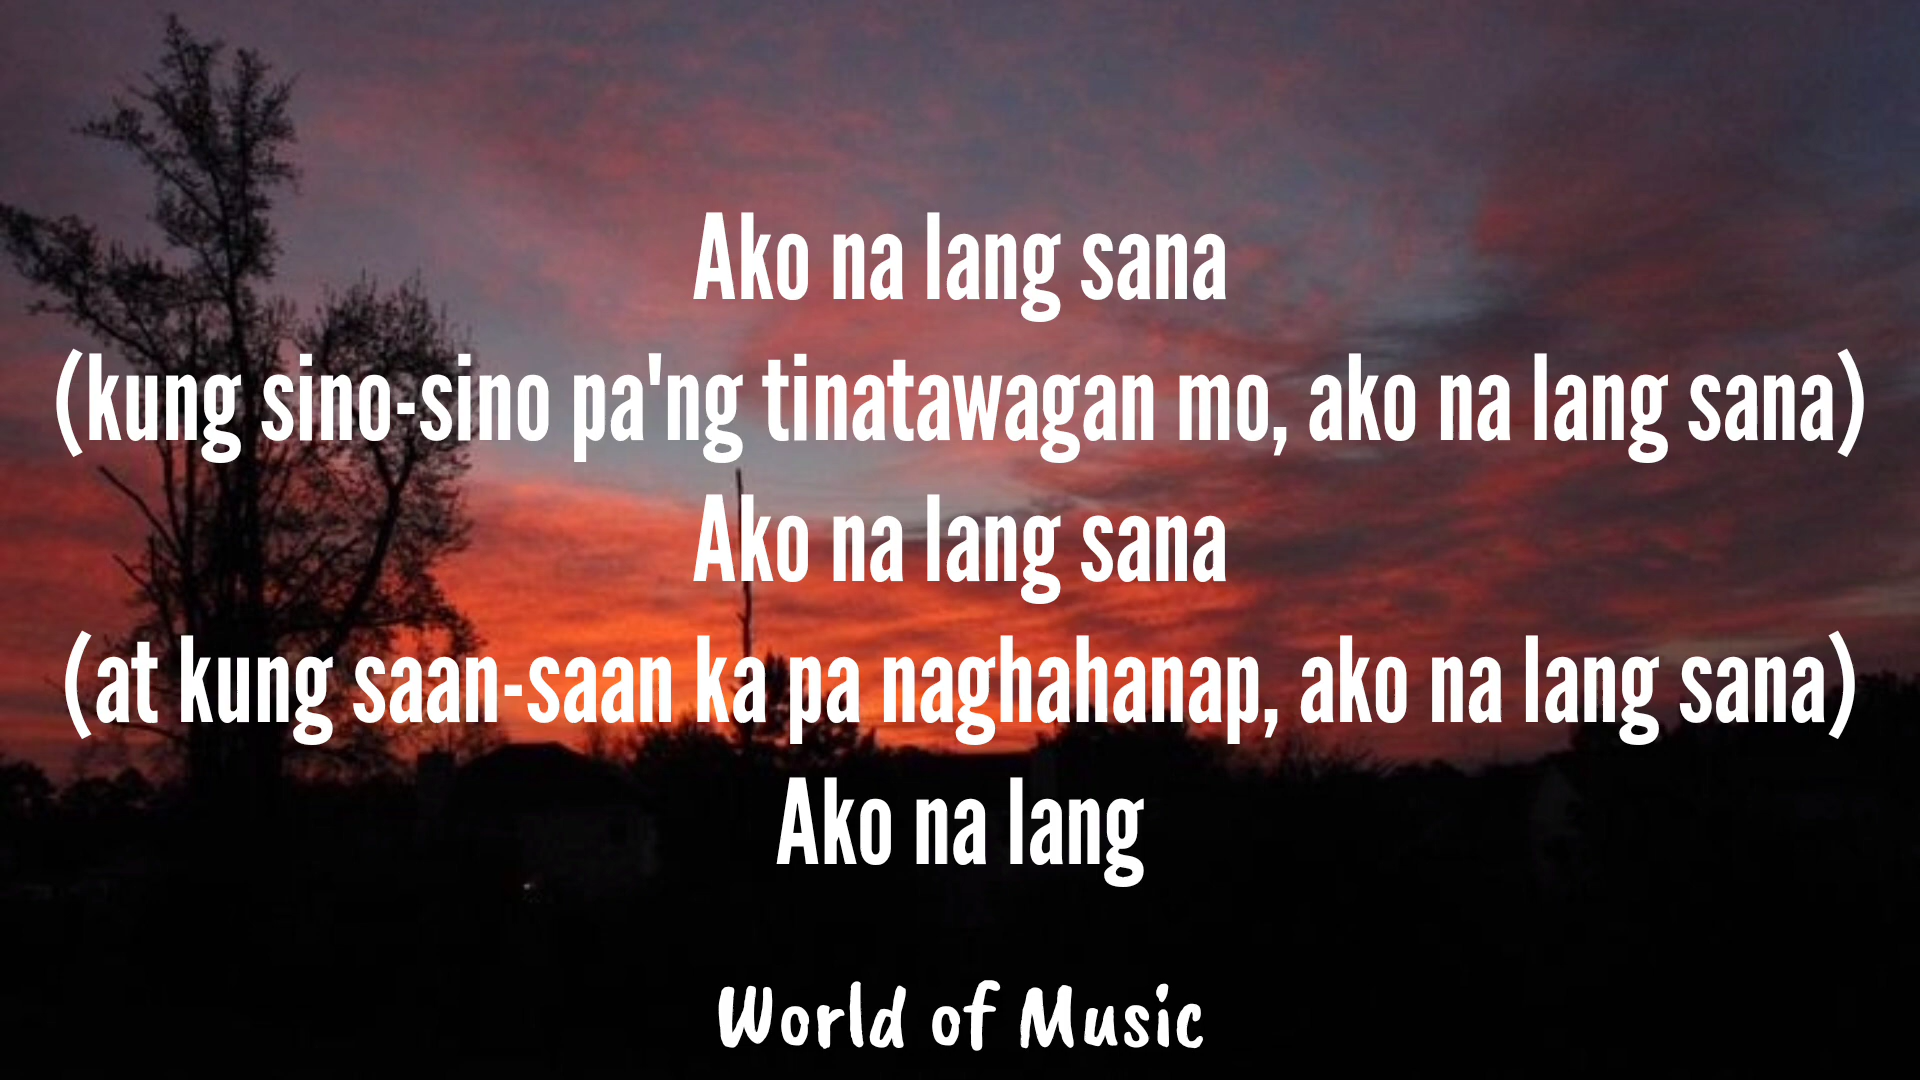 Ako na lang sana
(kung sino-sino pa'ng tinatawagan mo, ako na lang sana)
Ako na lang sana
(at kung saan-saan ka pa naghahanap, ako na lang sana)
Ako na lang
World of Music